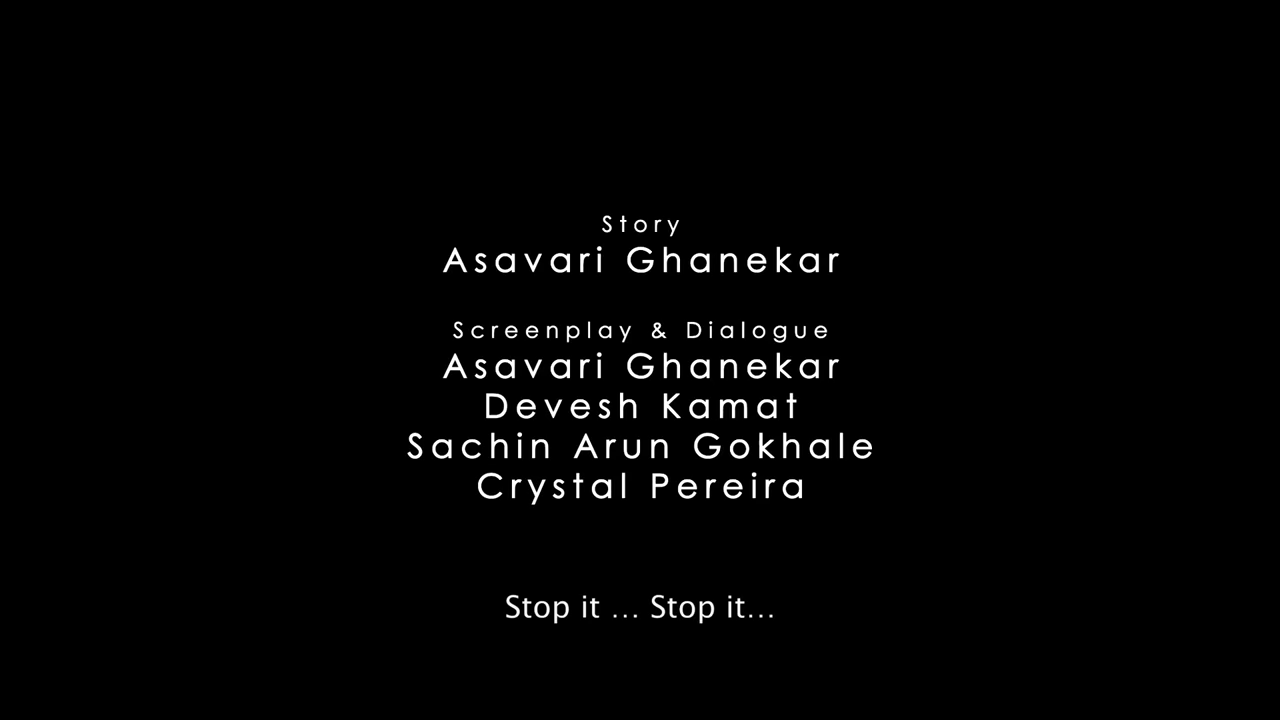 Story
Asavari Ghanekar
Screenplay & Dialogue
Asavari Ghanekar
Devesh Kamat
Sachin Arun Gokhale
Crystal Pereira
Stop it ... Stop it...